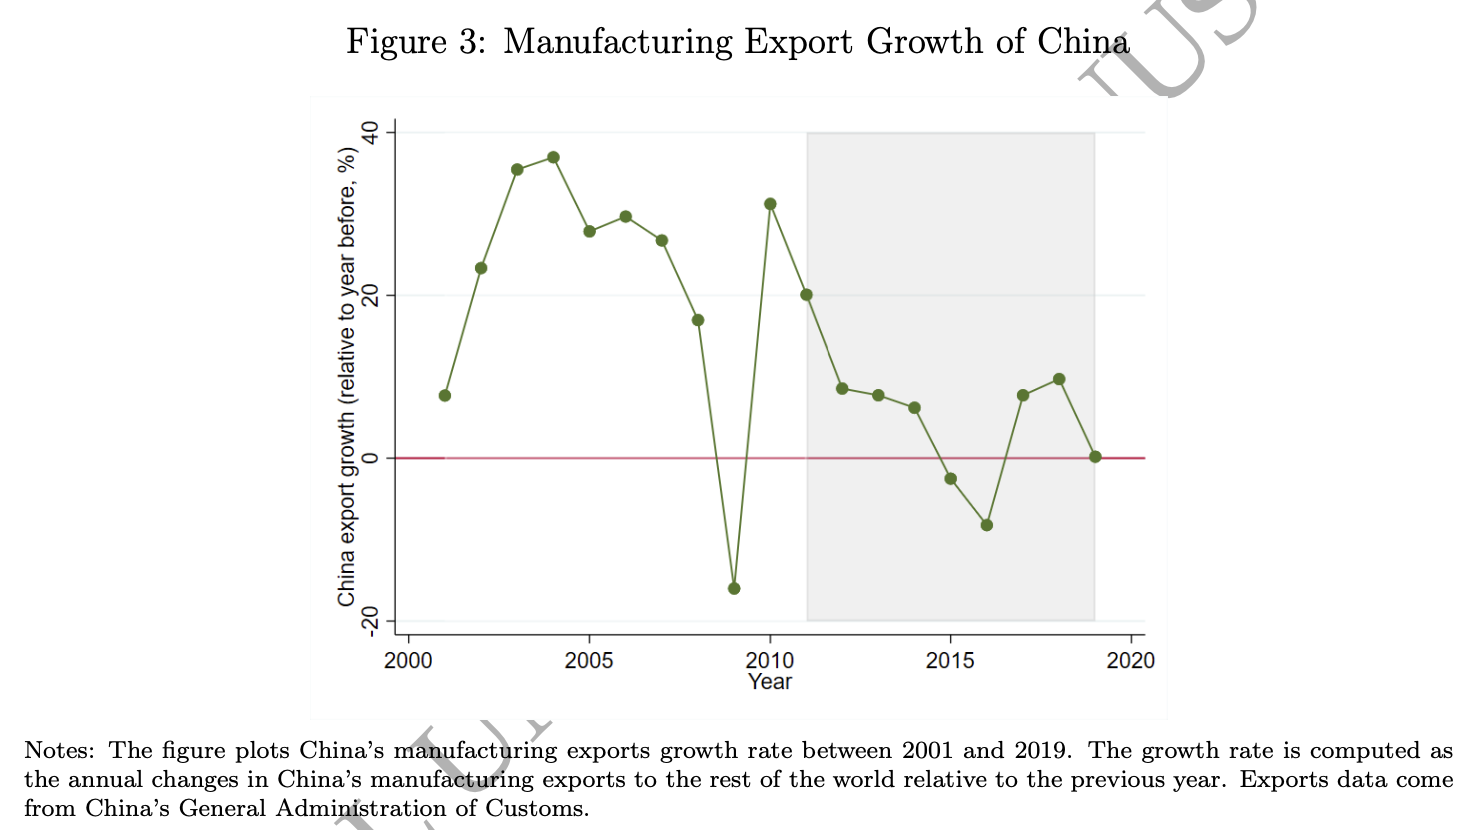 Figure 3: Manufacturing Export Growth of China
China export growth (relative to year before, %)
40
20
0
-20
2000 2005 2010 2015 2020
Year
Notes: The figure plots China's manufacturing exports growth rate between 2001 and 2019. The growth rate is computed as
the annual changes in China's manufacturing exports to the rest of the world relative to the previous year. Exports data come
from China's General Administration of Customs.